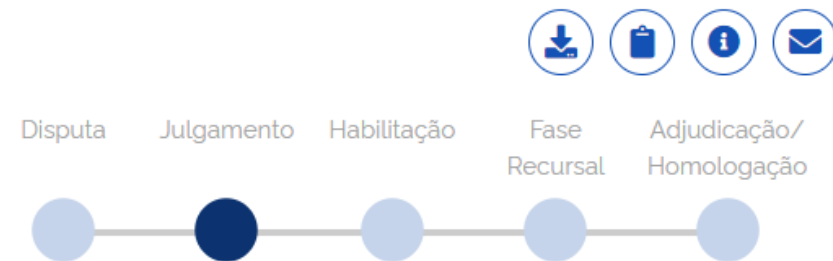 Disputa
Julgamento
Habilitação
Fase
Recursal
Adjudicação/
Homologação